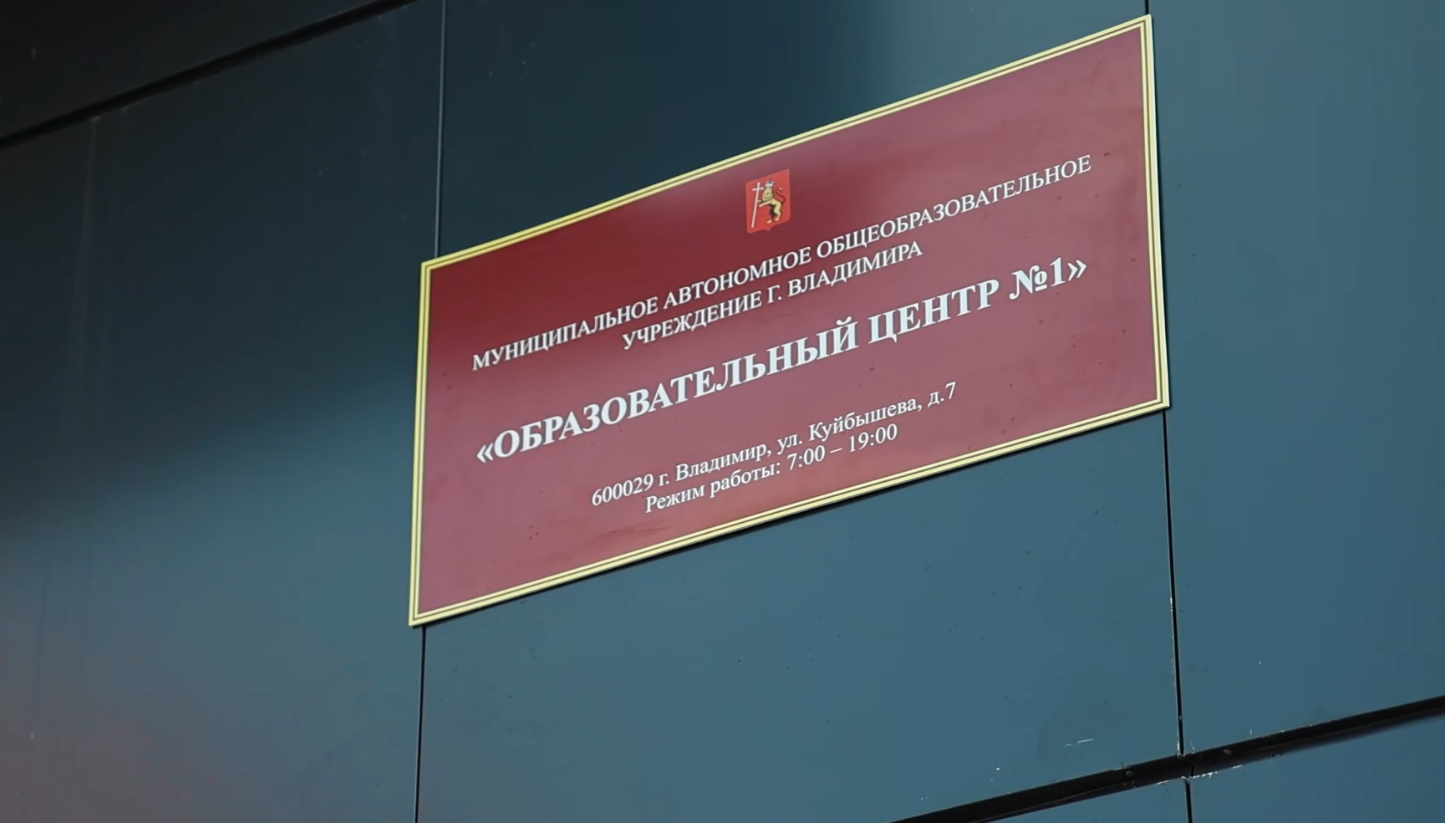 МУНИЦИПАЛЬНОЕ АВТОНОМНОЕ ОБЩЕОБРАЗОВАТЕЛЬНОЕ
УЧРЕЖДЕНИЕ Г. ВЛАДИМИРА
«ОБРАЗОВАТЕЛЬНЫЙ ЦЕНТР №1»
600029 г. Владимир, ул. Куйбышева, д.7
Режим работы: 7:00 – 19:00